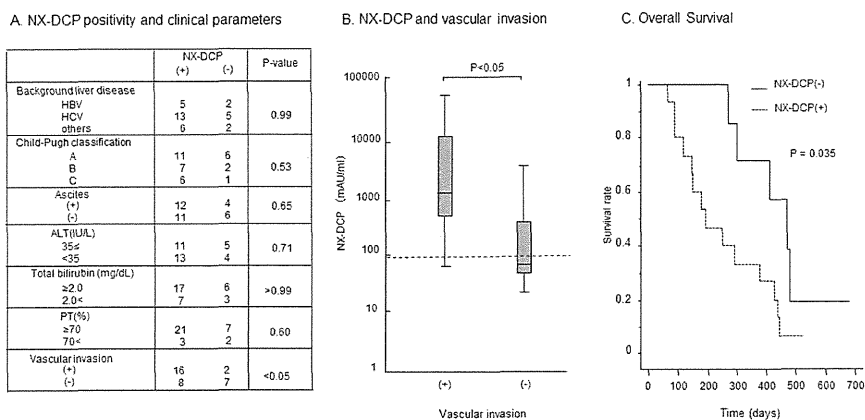 A. NX-DCP positivity and clinical parameters
NX-DCP
(+) (-) P-value
Background liver disease
HBV 5 2
HCV 13 5 0.99
others 6 2
Child-Pugh classification
A 11 6
B 7 2 0.53
C 6 1
Ascites
(+) 12 4 0.65
(-) 11 6
ALT(IU/L)
35≤ 11 5 0.71
<35 13 4
Total bilirubin (mg/dL)
≥2.0 17 6 >0.99
2.0< 7 3
PT(%)
≥70 21 7 0.60
70< 3 2
Vascular invasion
(+) 16 2 <0.05
(-) 8 7
B. NX-DCP and vascular invasion
P<0.05
100000
10000
1000
100
10
1
NX-DCP (mAU/ml)
(+) (-)
Vascular invasion
C. Overall Survival
NX-DCP(-)
NX-DCP(+)
P = 0.035
1
0.8
0.6
0.4
0.2
0
Survival rate
0 100 200 300 400 500 600 700
Time (days)